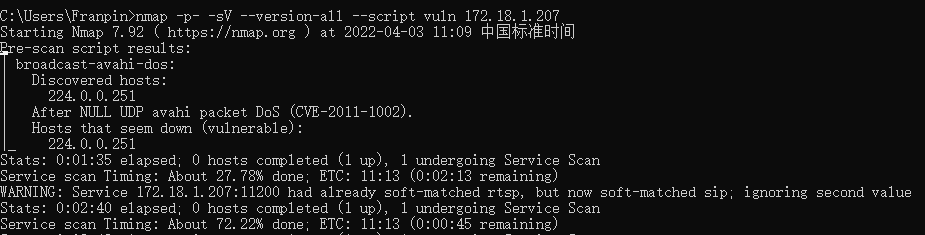 C:\Users\Franpin>nmap -p- -sV --version-all --script vuln 172.18.1.207
Starting Nmap 7.92 ( https://nmap.org ) at 2022-04-03 11:09 中国标准时间
Pre-scan script results:
| broadcast-avahi-dos:
|   Discovered hosts:
|     224.0.0.251
|   After NULL UDP avahi packet DoS (CVE-2011-1002).
|   Hosts that seem down (vulnerable):
|_    224.0.0.251
Stats: 0:01:35 elapsed; 0 hosts completed (1 up), 1 undergoing Service Scan
Service scan Timing: About 27.78% done; ETC: 11:13 (0:02:13 remaining)
WARNING: Service 172.18.1.207:11200 had already soft-matched rtsp, but now soft-matched sip; ignoring second value
Stats: 0:02:40 elapsed; 0 hosts completed (1 up), 1 undergoing Service Scan
Service scan Timing: About 72.22% done; ETC: 11:13 (0:00:45 remaining)